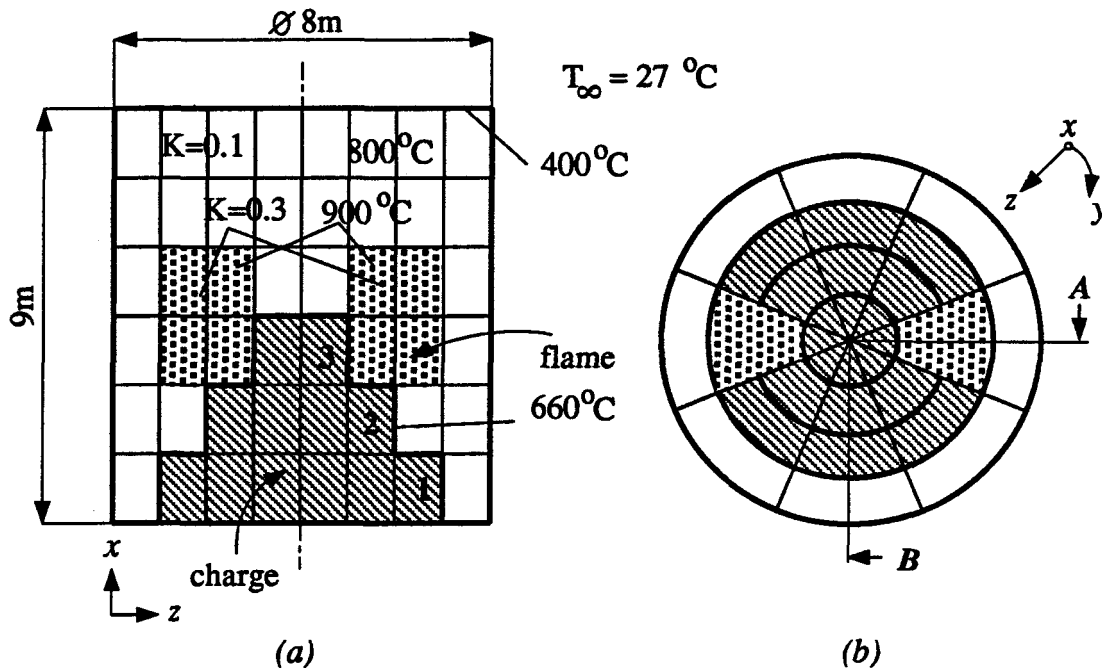 ∅ 8m
T∞ = 27 °C
K=0.1
800°C
400°C
K=0.3
900°C
9m
3
flame
2
660°C
1
charge
x
z
(a)
x
z
y
A
B
(b)